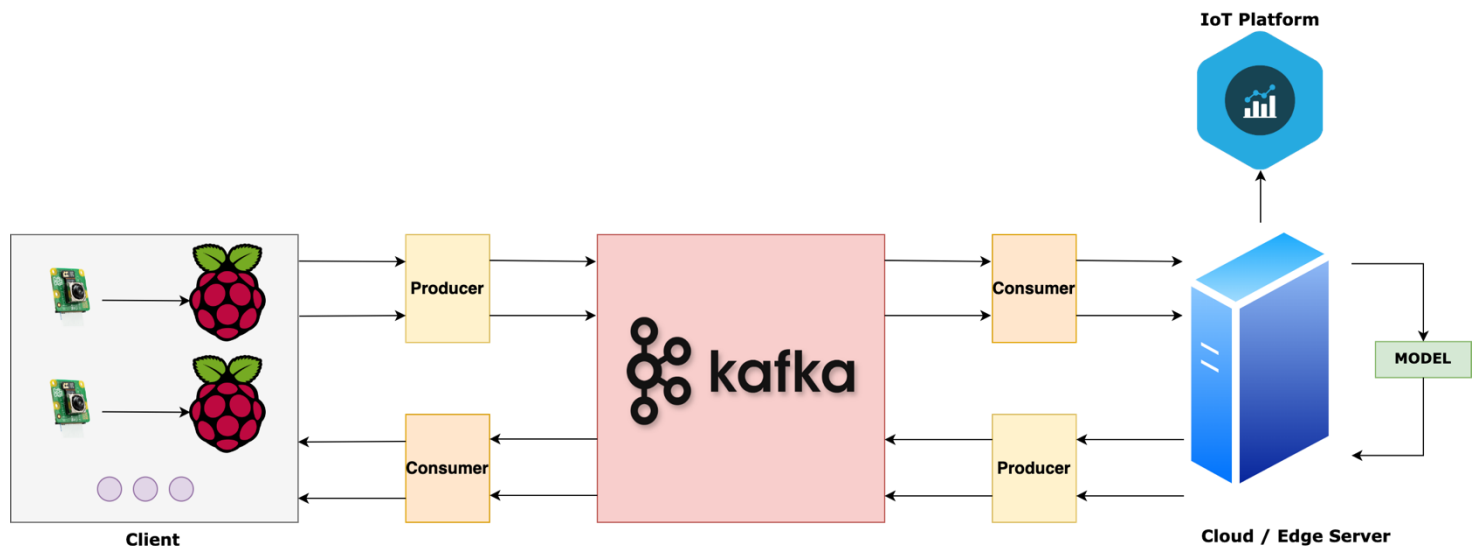 IoT Platform
Producer
Consumer
kafka
MODEL
Consumer
Producer
Client
Cloud / Edge Server